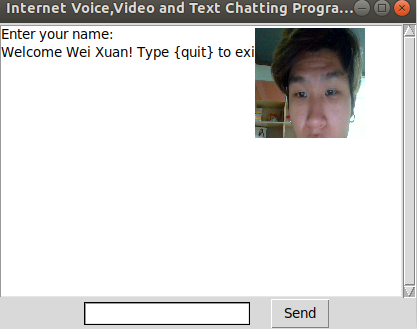 Internet Voice,Video and Text Chatting Progra...
Enter your name:
Welcome Wei Xuan! Type {quit} to exi
Send